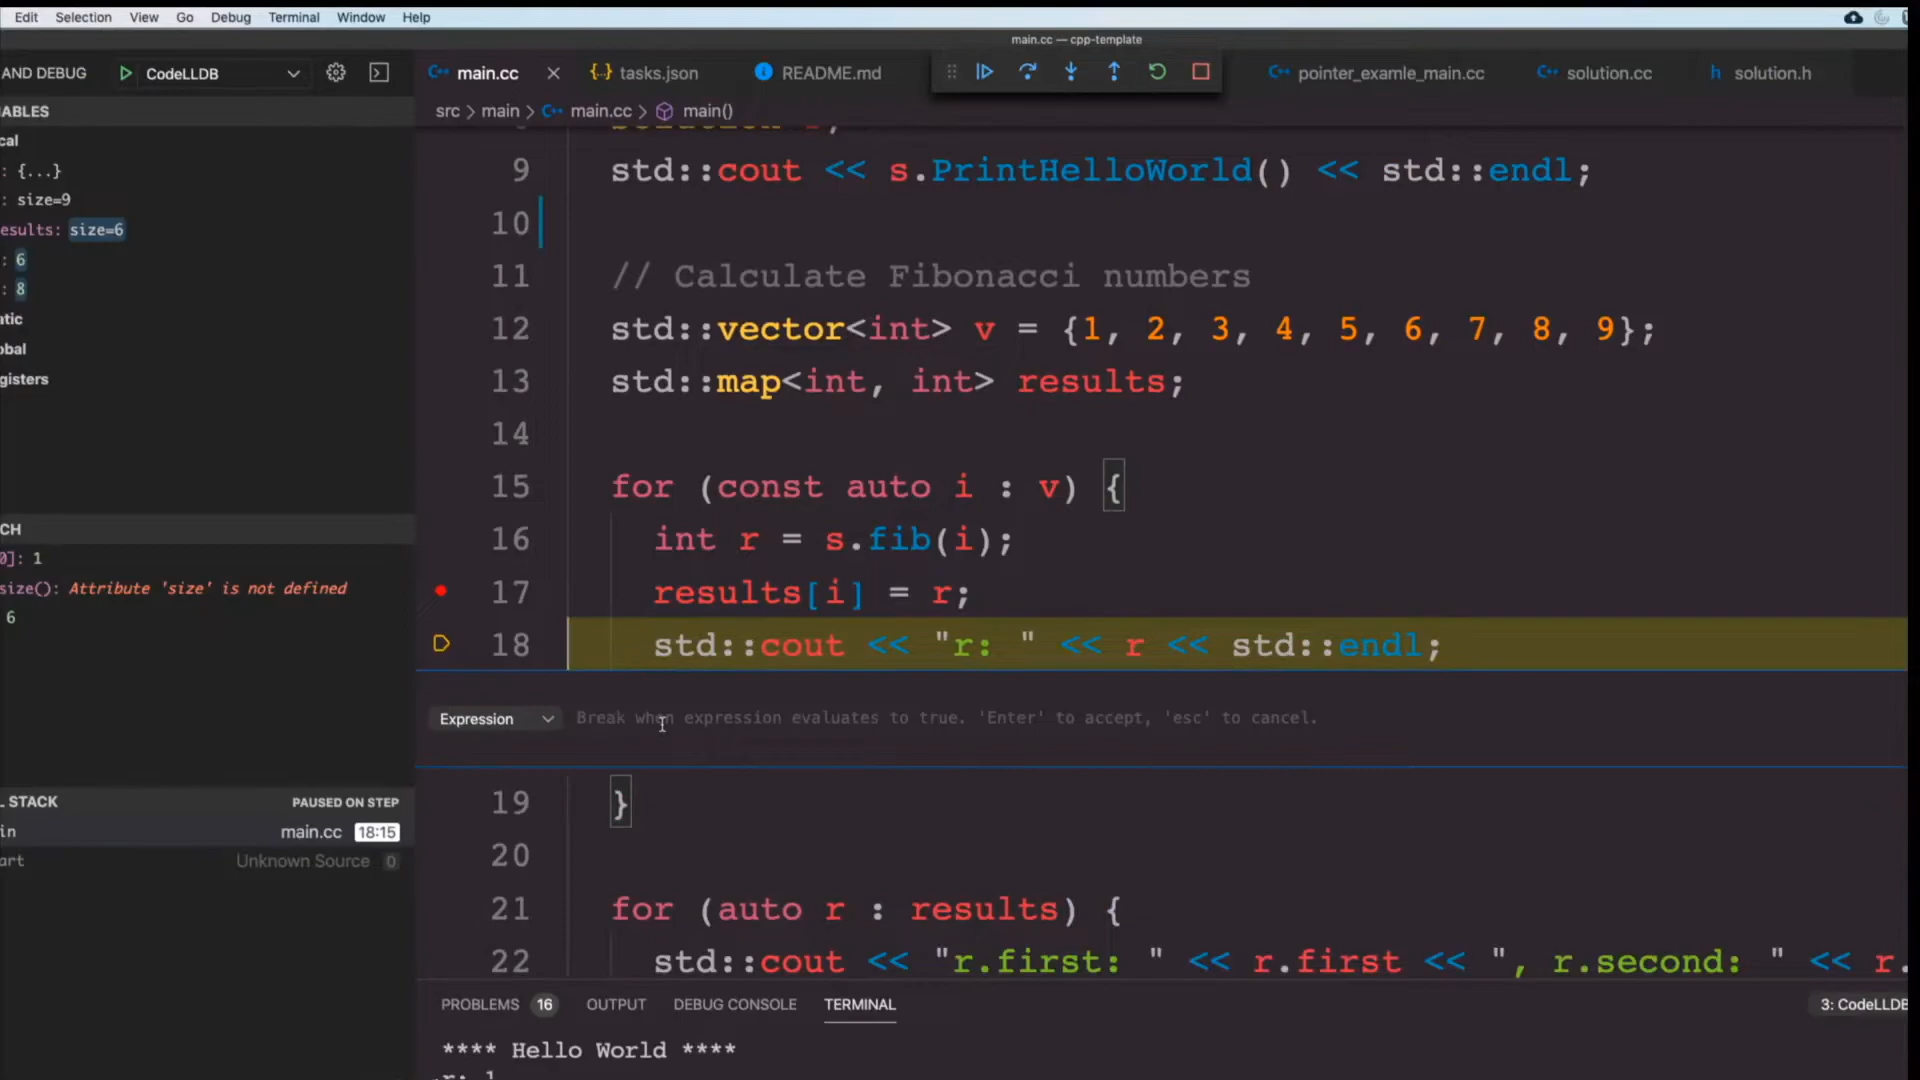 Edit Selection View Go Debug Terminal Window Help
main.cc — cpp-template
AND DEBUG CodeLLDB
main.cc tasks.json README.md pointer_examle_main.cc solution.cc solution.h
src > main > main.cc > main()
ABLES
cal
: {...}
: size=9
esults: size=6
: 6
: 8
atic
obal
gisters
9 std::cout << s.PrintHelloWorld() << std::endl;
10
11 // Calculate Fibonacci numbers
12 std::vector<int> v = {1, 2, 3, 4, 5, 6, 7, 8, 9};
13 std::map<int, int> results;
14
15 for (const auto i : v) {
16 int r = s.fib(i);
17 results[i] = r;
18 std::cout << "r: " << r << std::endl;
CH
0]: 1
size(): Attribute 'size' is not defined
6
Expression Break when expression evaluates to true. 'Enter' to accept, 'esc' to cancel.
. STACK PAUSED ON STEP
in main.cc 18:15
art Unknown Source 0
19 }
20
21 for (auto r : results) {
22 std::cout << "r.first: " << r.first << ", r.second: " << r.
PROBLEMS 16 OUTPUT DEBUG CONSOLE TERMINAL 3: CodeLLDB
**** Hello World ****
r: 1